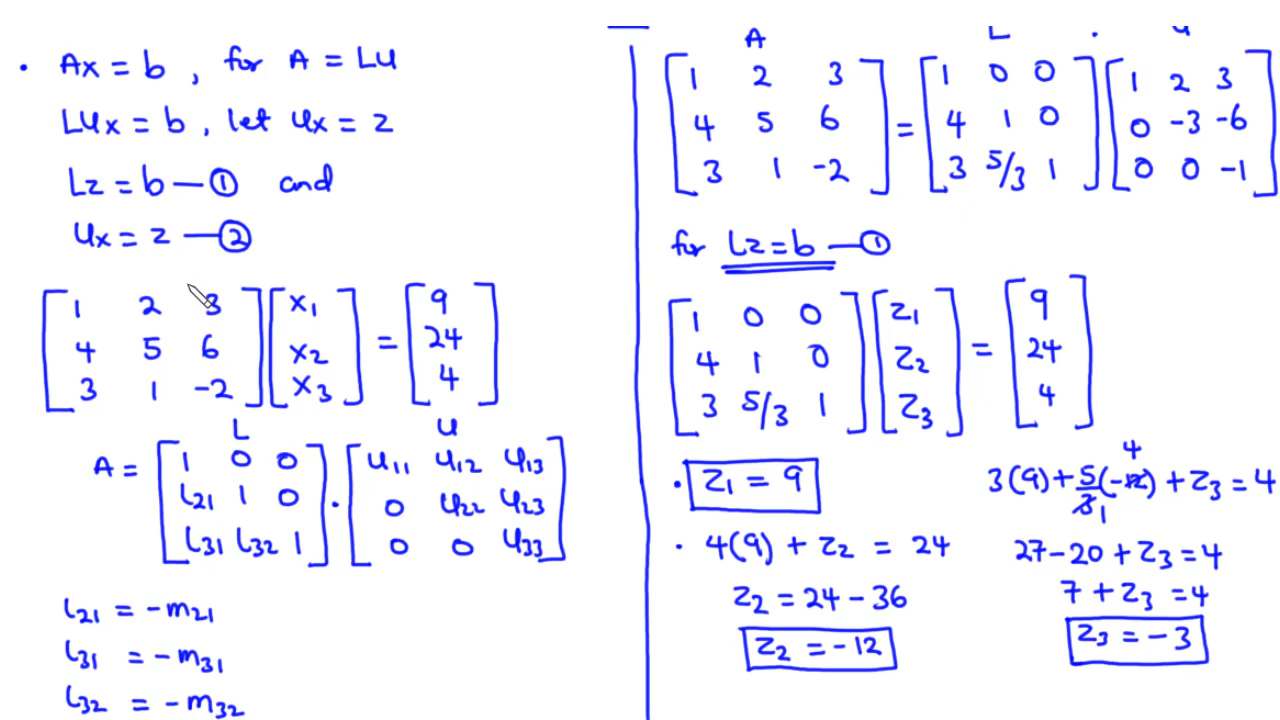 • Ax = b , for A = LU
LUx = b , let Ux = z
Lz = b — ① and
Ux = z — ②
[1 2 3] [x1] = [9]
[4 5 6] [x2] = [24]
[3 1 -2] [x3] = [4]
L U
A = [1 0 0] . [u11 u12 u13]
[l21 1 0] [0 u22 u23]
[l31 l32 1] [0 0 u33]
l21 = -m21
l31 = -m31
l32 = -m32
A L . U
[1 2 3] = [1 0 0] [1 2 3]
[4 5 6] [4 1 0] [0 -3 -6]
[3 1 -2] [3 5/3 1] [0 0 -1]
for Lz = b — ①
[1 0 0] [z1] = [9]
[4 1 0] [z2] = [24]
[3 5/3 1] [z3] = [4]
• z1 = 9
• 4(9) + z2 = 24
z2 = 24 - 36
z2 = -12
4
3(9) + 5/3 (-12) + z3 = 4
1
27 - 20 + z3 = 4
7 + z3 = 4
z3 = -3